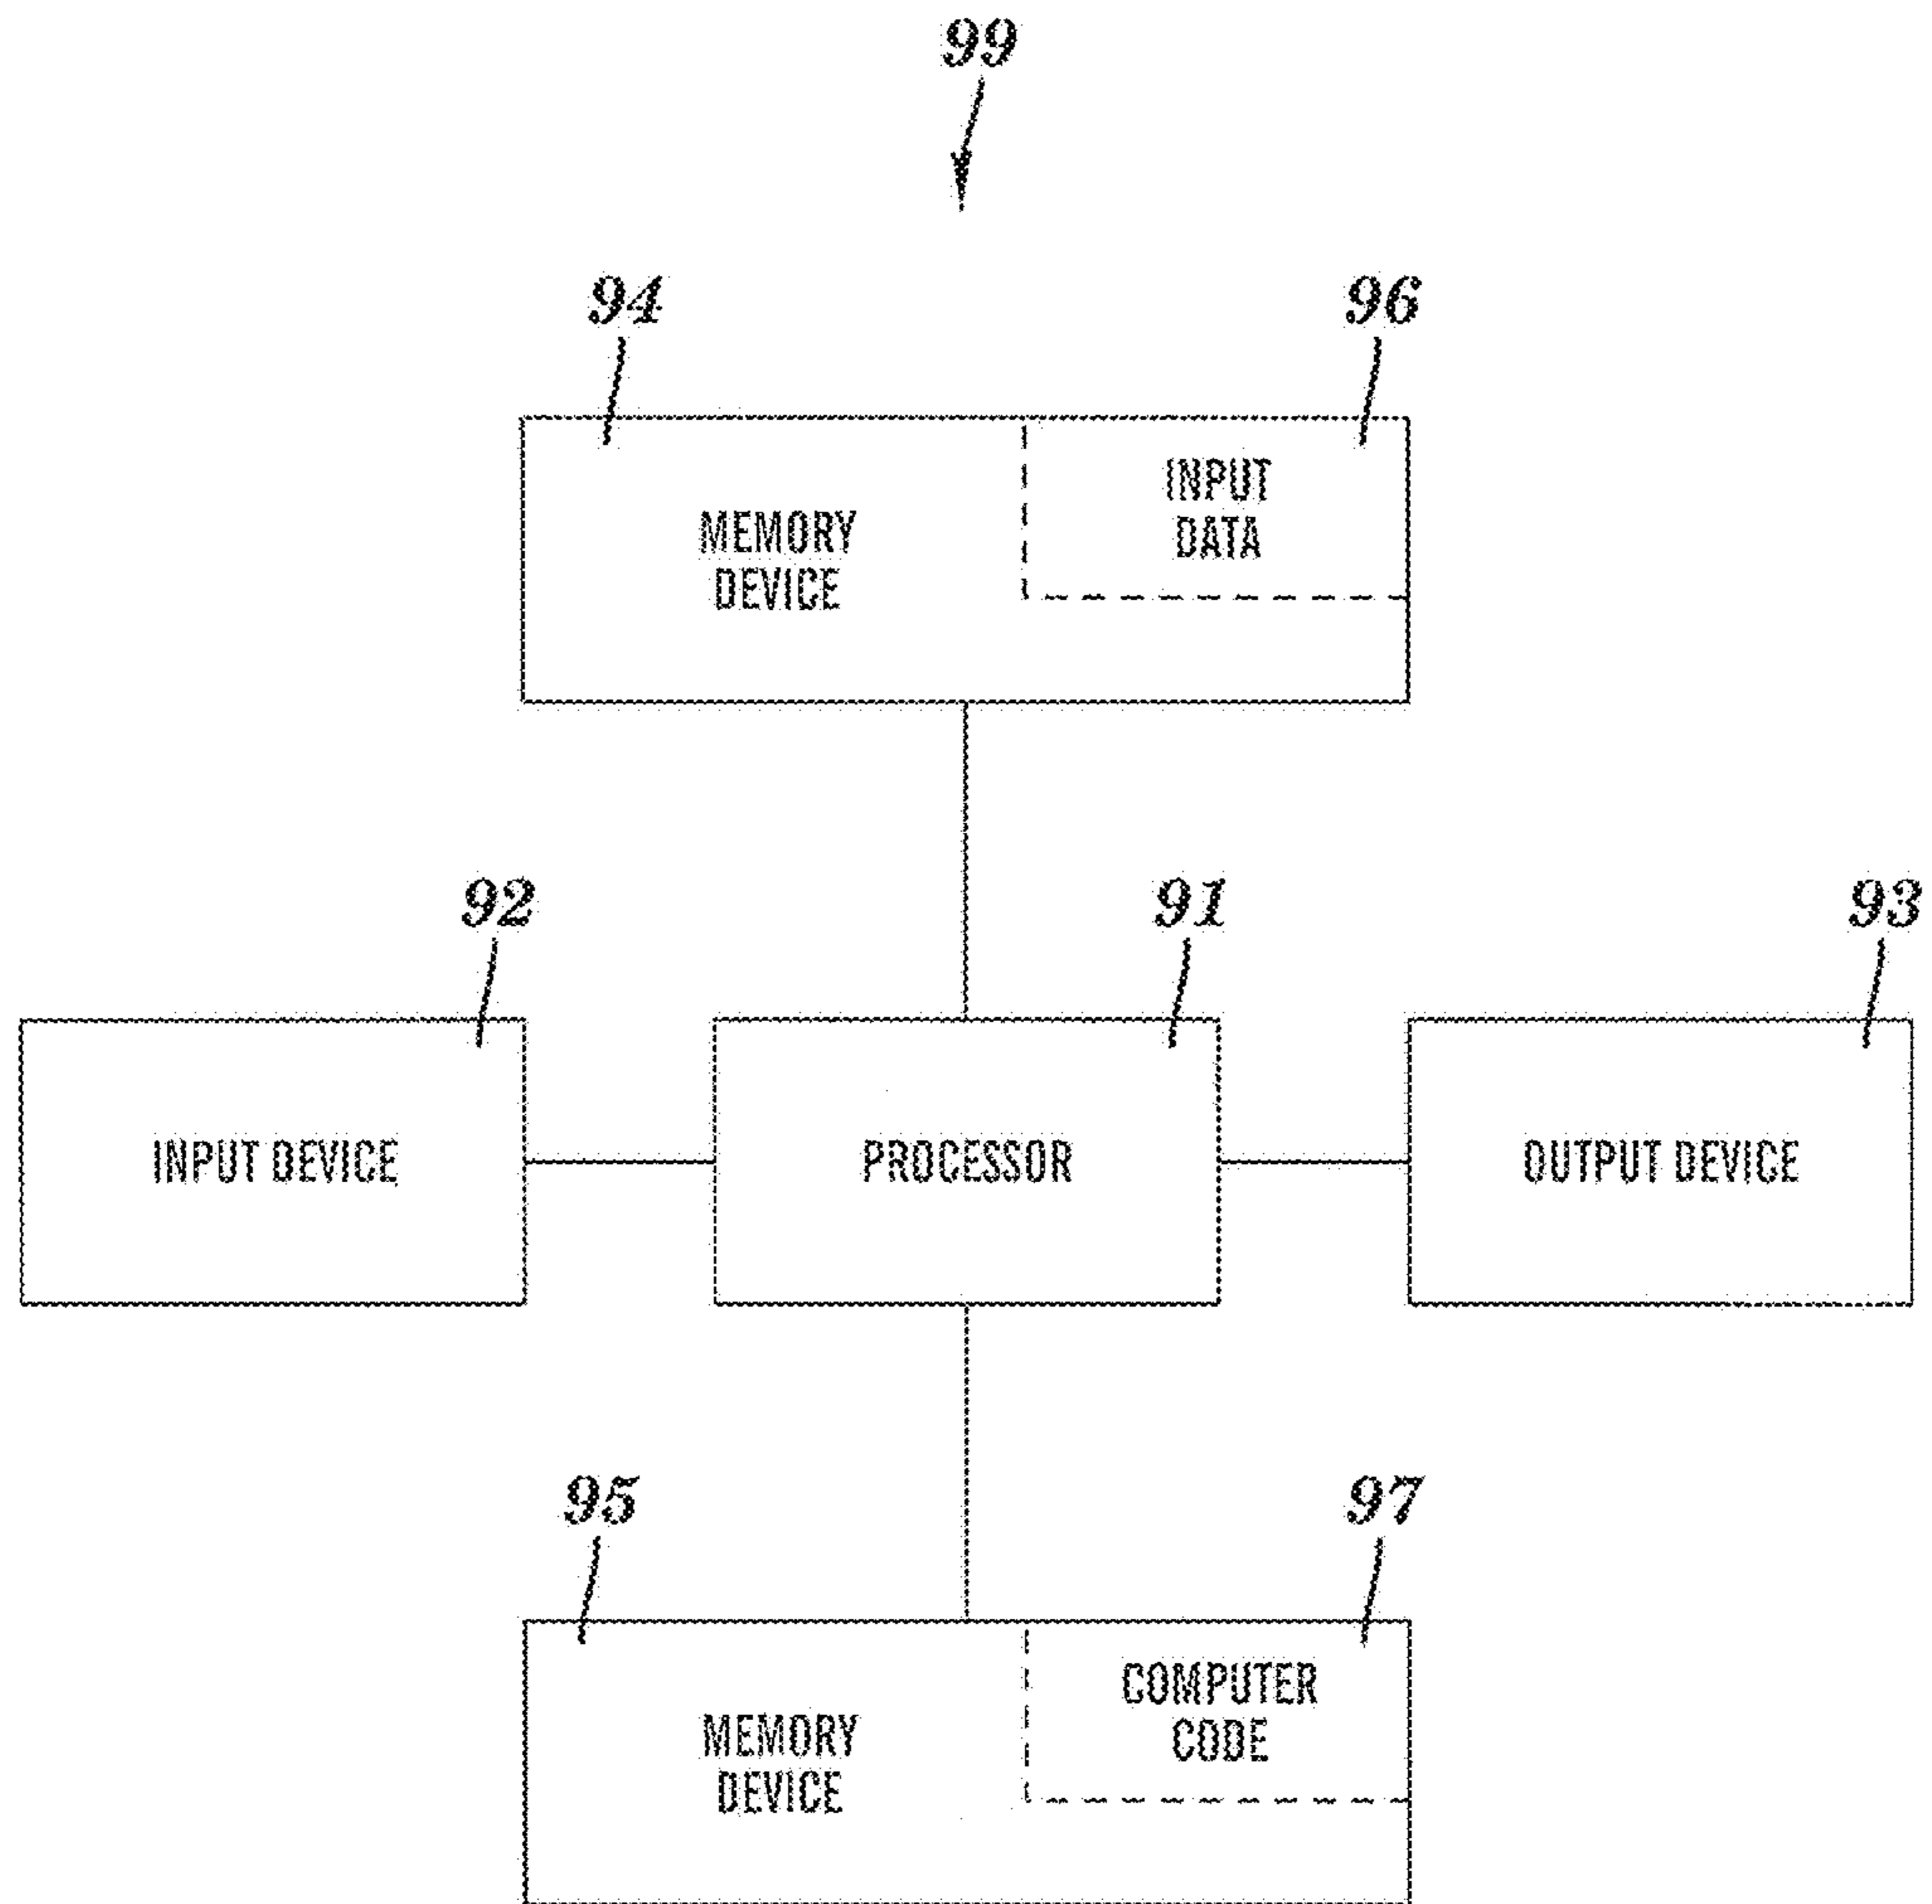 99
94
96
MEMORY
DEVICE
INPUT
DATA
92
91
93
INPUT DEVICE
PROCESSOR
OUTPUT DEVICE
95
97
MEMORY
DEVICE
COMPUTER
CODE